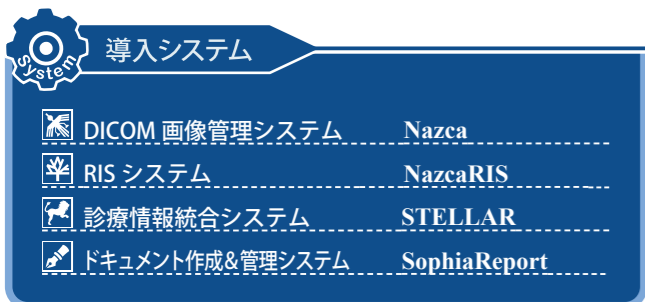 System
導入システム
DICOM 画像管理システム Nazca
RIS システム NazcaRIS
診療情報統合システム STELLAR
ドキュメント作成&管理システム SophiaReport